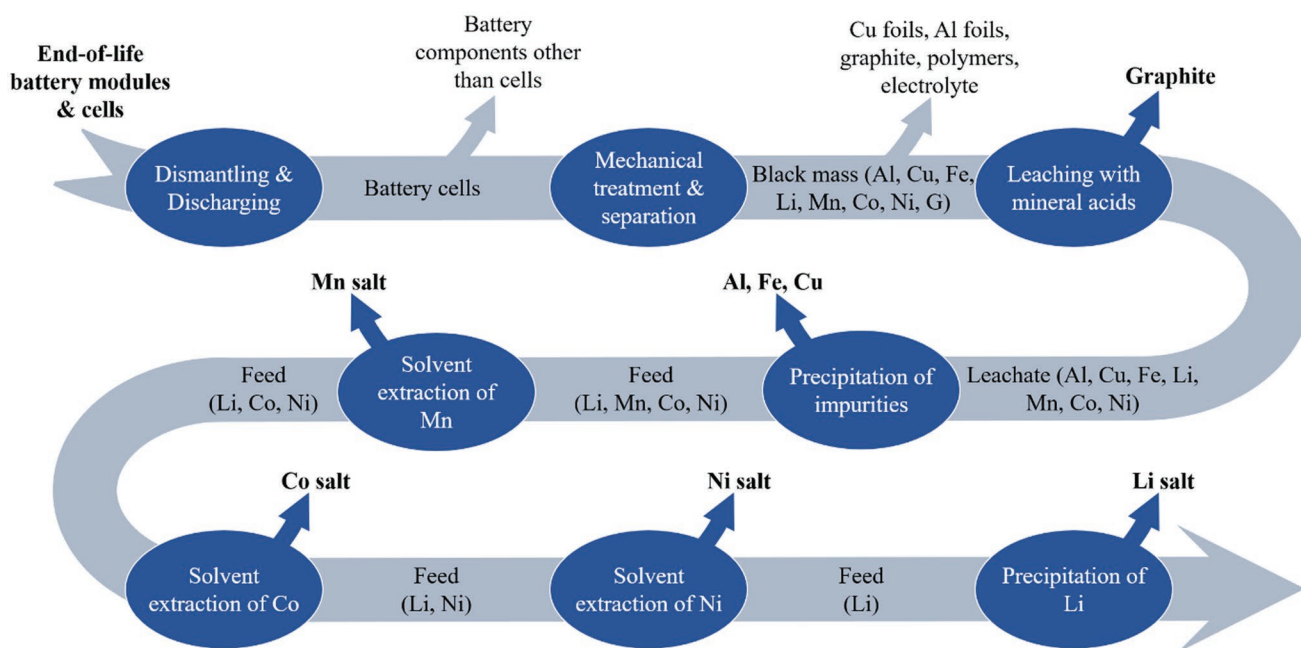 End-of-life
battery modules
& cells
Battery
components other
than cells
Cu foils, Al foils,
graphite, polymers,
electrolyte
Graphite
Dismantling &
Discharging
Battery cells
Mechanical
treatment &
separation
Black mass (Al, Cu, Fe,
Li, Mn, Co, Ni, G)
Leaching with
mineral acids
Mn salt
Al, Fe, Cu
Feed
(Li, Co, Ni)
Solvent
extraction of
Mn
Feed
(Li, Mn, Co, Ni)
Precipitation of
impurities
Leachate (Al, Cu, Fe, Li,
Mn, Co, Ni)
Co salt
Ni salt
Li salt
Solvent
extraction of Co
Feed
(Li, Ni)
Solvent
extraction of Ni
Feed
(Li)
Precipitation of
Li